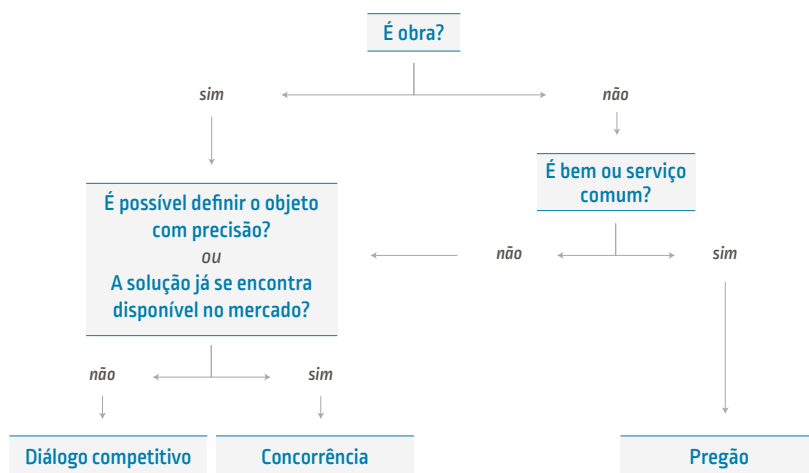 É obra?
sim
não
É possível definir o objeto
com precisão?
ou
A solução já se encontra
disponível no mercado?
É bem ou serviço
comum?
não
sim
não
sim
Diálogo competitivo
Concorrência
Pregão